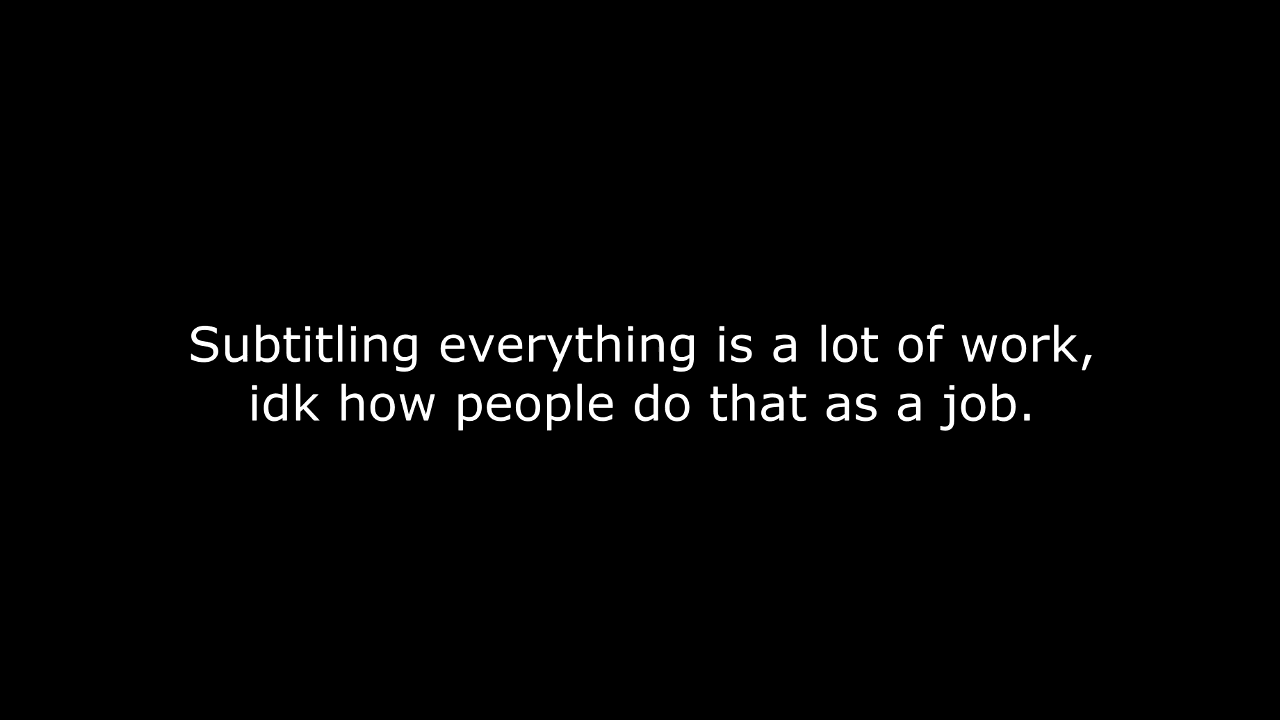 Subtitling everything is a lot of work,
idk how people do that as a job.